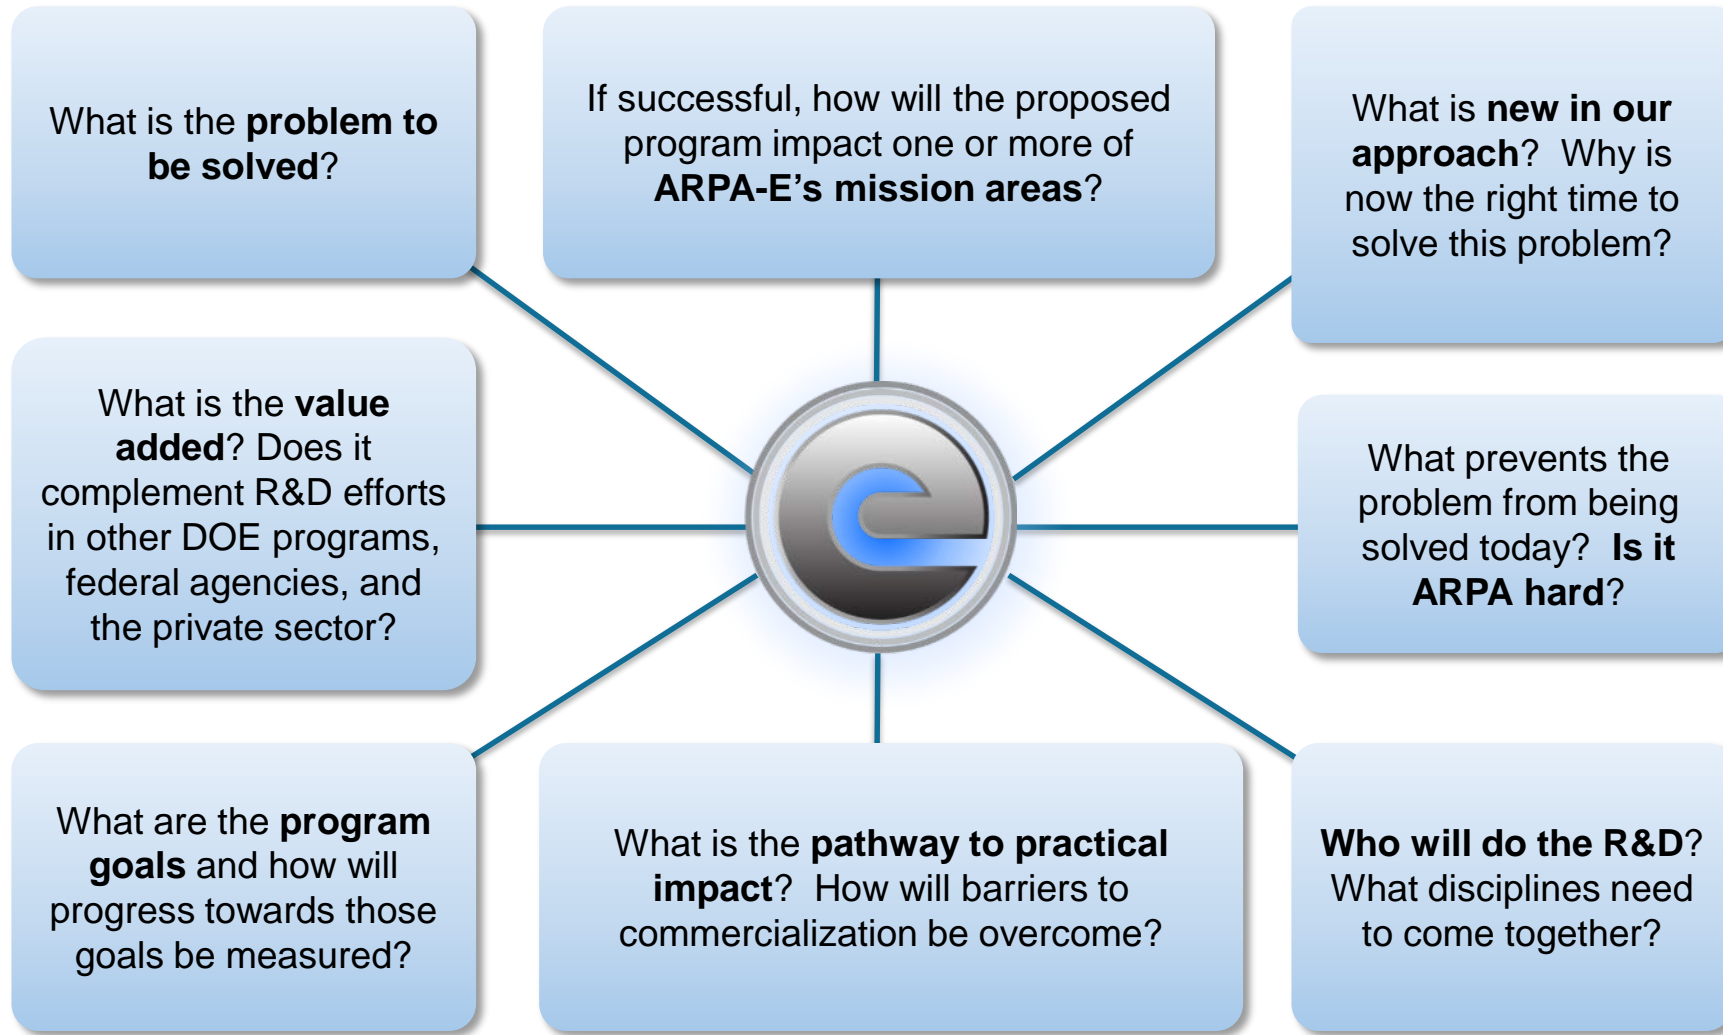 What is the problem to
be solved?
If successful, how will the proposed
program impact one or more of
ARPA-E’s mission areas?
What is new in our
approach?  Why is
now the right time to
solve this problem?
What is the value
added? Does it
complement R&D efforts
in other DOE programs,
federal agencies, and
the private sector?
What prevents the
problem from being
solved today?  Is it
ARPA hard?
What are the program
goals and how will
progress towards those
goals be measured?
What is the pathway to practical
impact?  How will barriers to
commercialization be overcome?
Who will do the R&D?
What disciplines need
to come together?